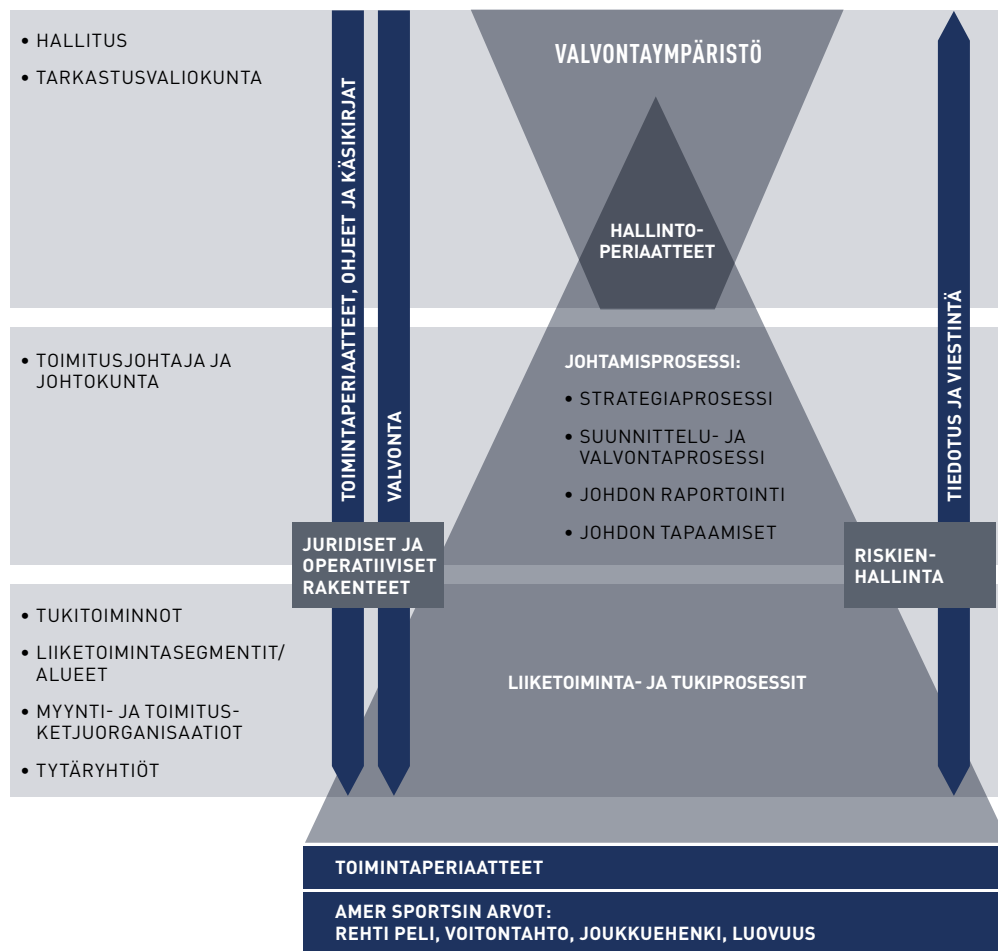 • HALLITUS
• TARKASTUSVALIOKUNTA
TOIMINTAPERIAATTEET, OHJEET JA KÄSIKIRJAT
VALVONTA
VALVONTAYMPÄRISTÖ
HALLINTO-
PERIAATTEET
TIEDOTUS JA VIESTINTÄ
• TOIMITUSJOHTAJA JA
JOHTOKUNTA
JOHTAMISPROSESSI:
• STRATEGIAPROSESSI
• SUUNNITTELU- JA
VALVONTAPROSESSI
• JOHDON RAPORTOINTI
• JOHDON TAPAAMISET
JURIDISET JA
OPERATIIVISET
RAKENTEET
RISKIEN-
HALLINTA
• TUKITOIMINNOT
• LIIKETOIMINTASEGMENTIT/
ALUEET
• MYYNTI- JA TOIMITUS-
KETJUORGANISAATIOT
• TYTÄRYHTIÖT
LIIKETOIMINTA- JA TUKIPROSESSIT
TOIMINTAPERIAATTEET
AMER SPORTSIN ARVOT:
REHTI PELI, VOITONTAHTO, JOUKKUEHENKI, LUOVUUS